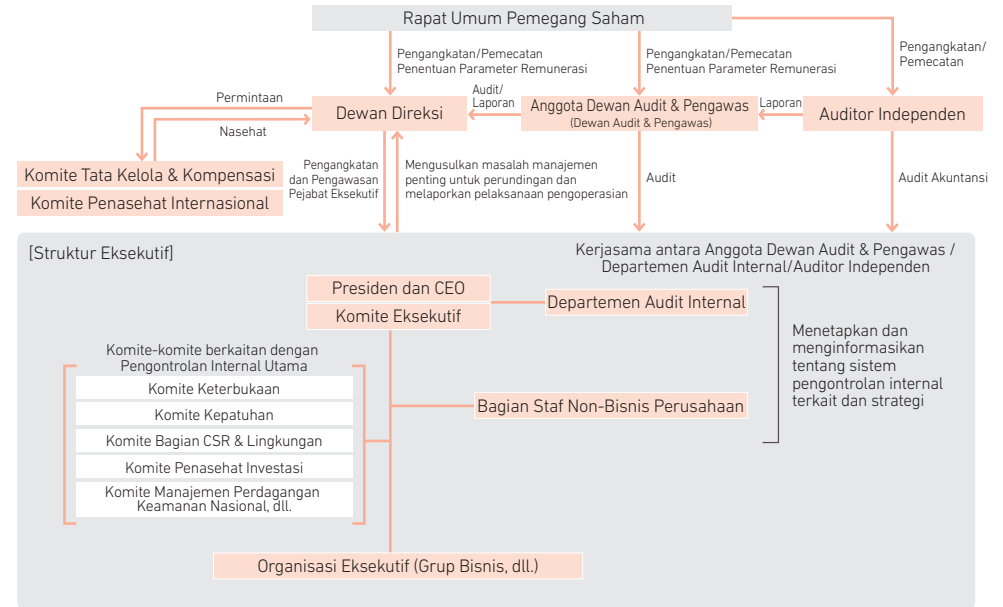 Rapat Umum Pemegang Saham
Pengangkatan/Pemecatan
Penentuan Parameter Remunerasi
Pengangkatan/Pemecatan
Penentuan Parameter Remunerasi
Pengangkatan/
Pemecatan
Permintaan
Nasehat
Dewan Direksi
Audit/
Laporan
Anggota Dewan Audit & Pengawas
(Dewan Audit & Pengawas)
Laporan
Auditor Independen
Komite Tata Kelola & Kompensasi
Komite Penasehat Internasional
Pengangkatan
dan Pengawasan
Pejabat Eksekutif
Mengusulkan masalah manajemen
penting untuk perundingan dan
melaporkan pelaksanaan pengoperasian
Audit
Audit Akuntansi
[Struktur Eksekutif]
Kerjasama antara Anggota Dewan Audit & Pengawas /
Departemen Audit Internal/Auditor Independen
Presiden dan CEO
Komite Eksekutif
Departemen Audit Internal
Menetapkan dan
menginformasikan
tentang sistem
pengontrolan internal
terkait dan strategi
Komite-komite berkaitan dengan
Pengontrolan Internal Utama
Komite Keterbukaan
Komite Kepatuhan
Komite Bagian CSR & Lingkungan
Komite Penasehat Investasi
Komite Manajemen Perdagangan
Keamanan Nasional, dll.
Bagian Staf Non-Bisnis Perusahaan
Organisasi Eksekutif (Grup Bisnis, dll.)